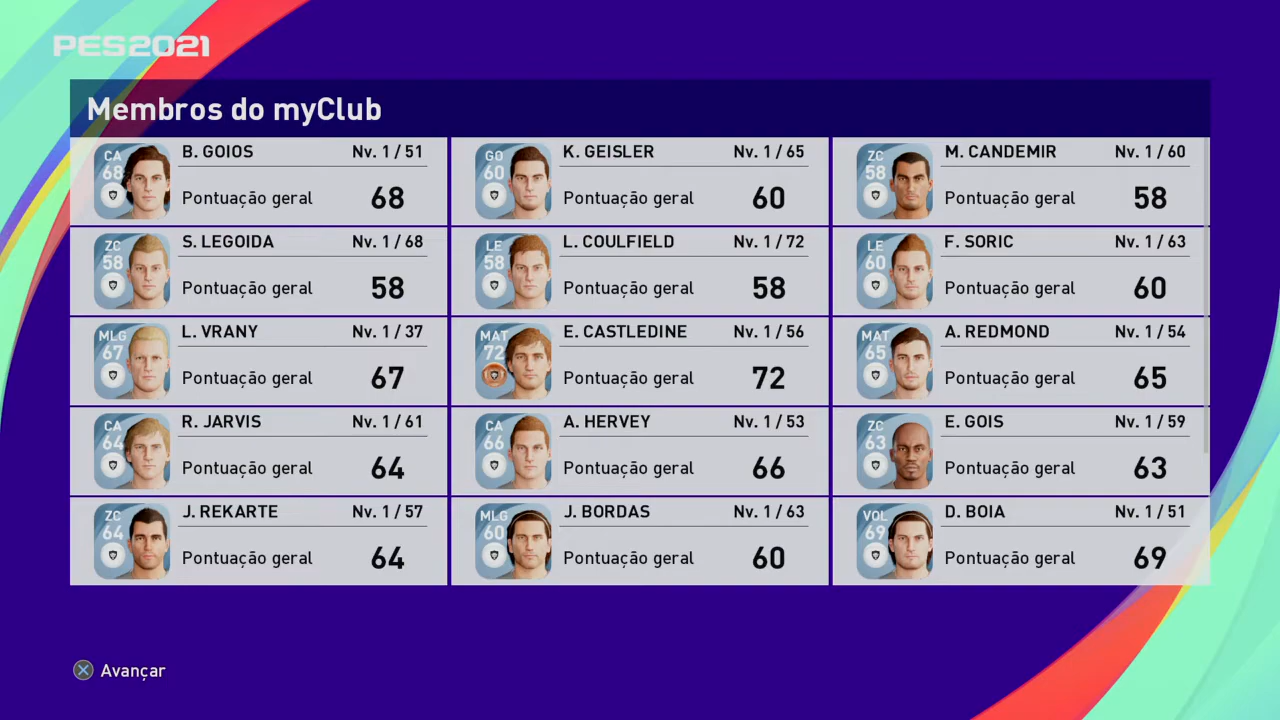 PES2021
Membros do myClub
CA 68 B. GOIOS Nv. 1 / 51
Pontuação geral 68
GO 60 K. GEISLER Nv. 1 / 65
Pontuação geral 60
ZC 58 M. CANDEMIR Nv. 1 / 60
Pontuação geral 58
ZC 58 S. LEGOIDA Nv. 1 / 68
Pontuação geral 58
LE 58 L. COULFIELD Nv. 1 / 72
Pontuação geral 58
LE 60 F. SORIC Nv. 1 / 63
Pontuação geral 60
MLG 67 L. VRANY Nv. 1 / 37
Pontuação geral 67
MAT 72 E. CASTLEDINE Nv. 1 / 56
Pontuação geral 72
MAT 65 A. REDMOND Nv. 1 / 54
Pontuação geral 65
CA 64 R. JARVIS Nv. 1 / 61
Pontuação geral 64
CA 66 A. HERVEY Nv. 1 / 53
Pontuação geral 66
ZC 63 E. GOIS Nv. 1 / 59
Pontuação geral 63
ZC 64 J. REKARTE Nv. 1 / 57
Pontuação geral 64
MLG 60 J. BORDAS Nv. 1 / 63
Pontuação geral 60
VOL 69 D. BOIA Nv. 1 / 51
Pontuação geral 69
Avançar